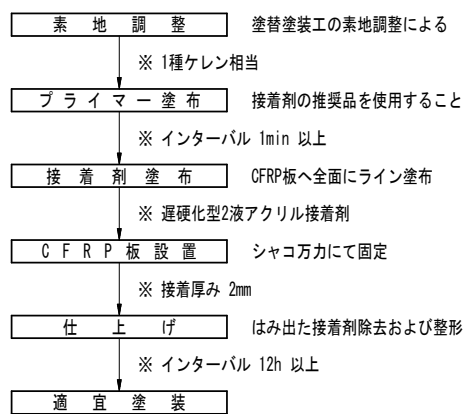 素地調整 塗替塗装工の素地調整による
※ 1種ケレン相当
プライマー塗布 接着剤の推奨品を使用すること
※ インターバル 1min 以上
接着剤塗布 CFRP板へ全面にライン塗布
※ 遅硬化型2液アクリル接着剤
CFRP板設置 シャコ万力にて固定
※ 接着厚み 2mm
仕上げ はみ出た接着剤除去および整形
※ インターバル 12h 以上
適宜塗装